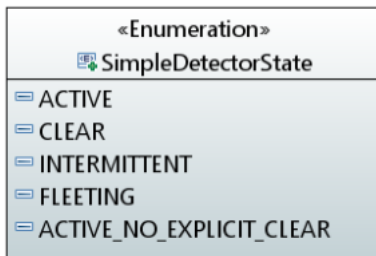 «Enumeration»
SimpleDetectorState
ACTIVE
CLEAR
INTERMITTENT
FLEETING
ACTIVE_NO_EXPLICIT_CLEAR